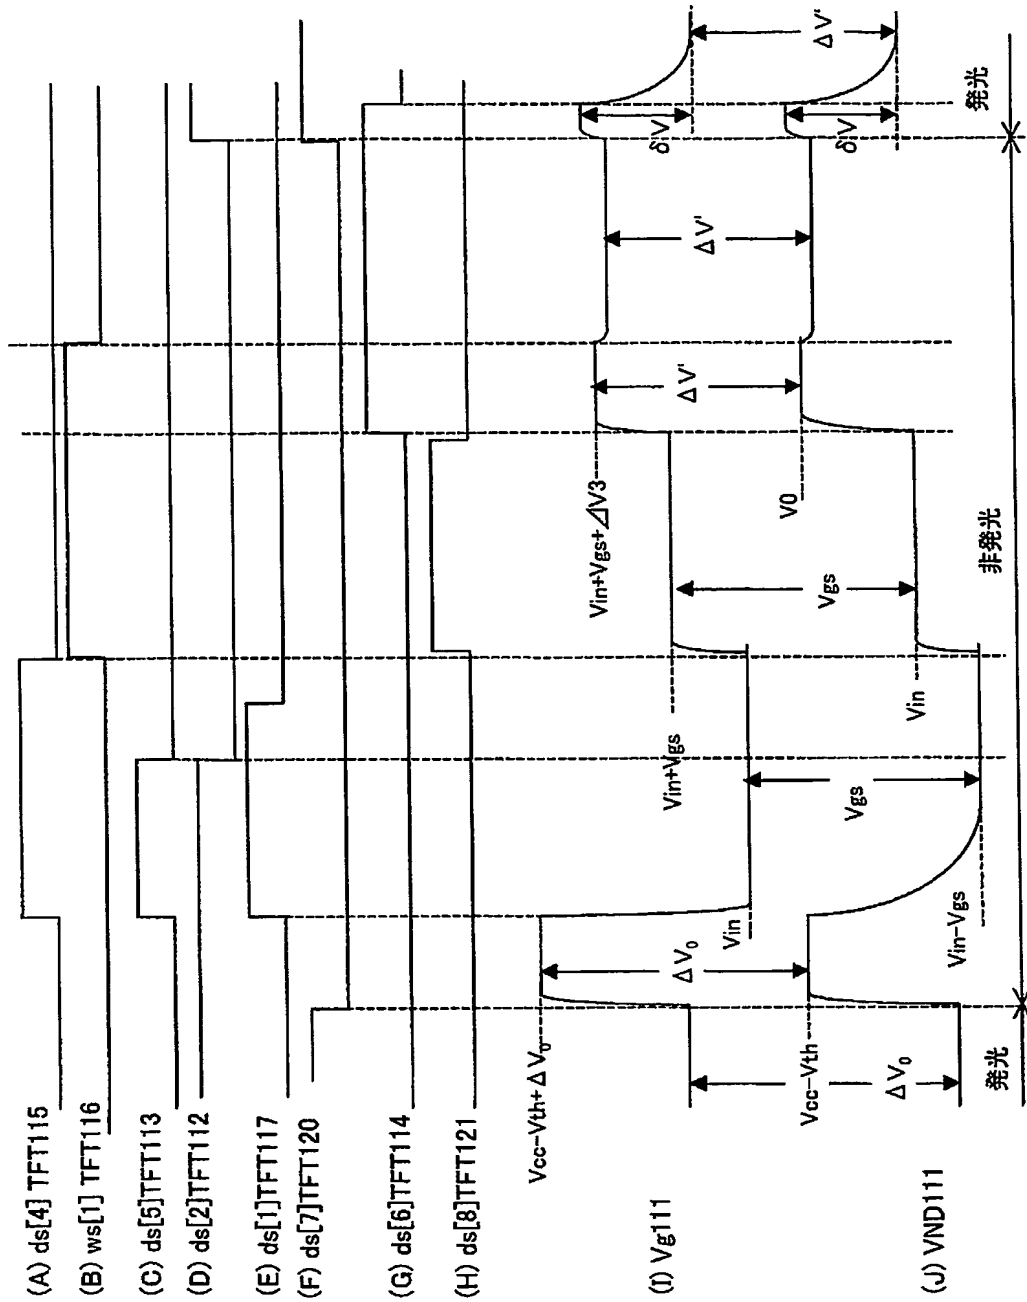 (A) ds[4] TFT115
(B) ws[1] TFT116
(C) ds[5]TFT113
(D) ds[2]TFT112
(E) ds[1]TFT117
(F) ds[7]TFT120
(G) ds[6]TFT114
(H) ds[8]TFT121
(I) Vg111
Vcc-Vth+ΔV₀
ΔV₀
Vin
Vin+Vgs
Vin+Vgs+⊿V3
ΔV'
ΔV'
δV
ΔV'
(J) VND111
ΔV₀
Vcc-Vth
Vin-Vgs
Vgs
Vin
Vgs
V0
δV
発光
非発光
発光